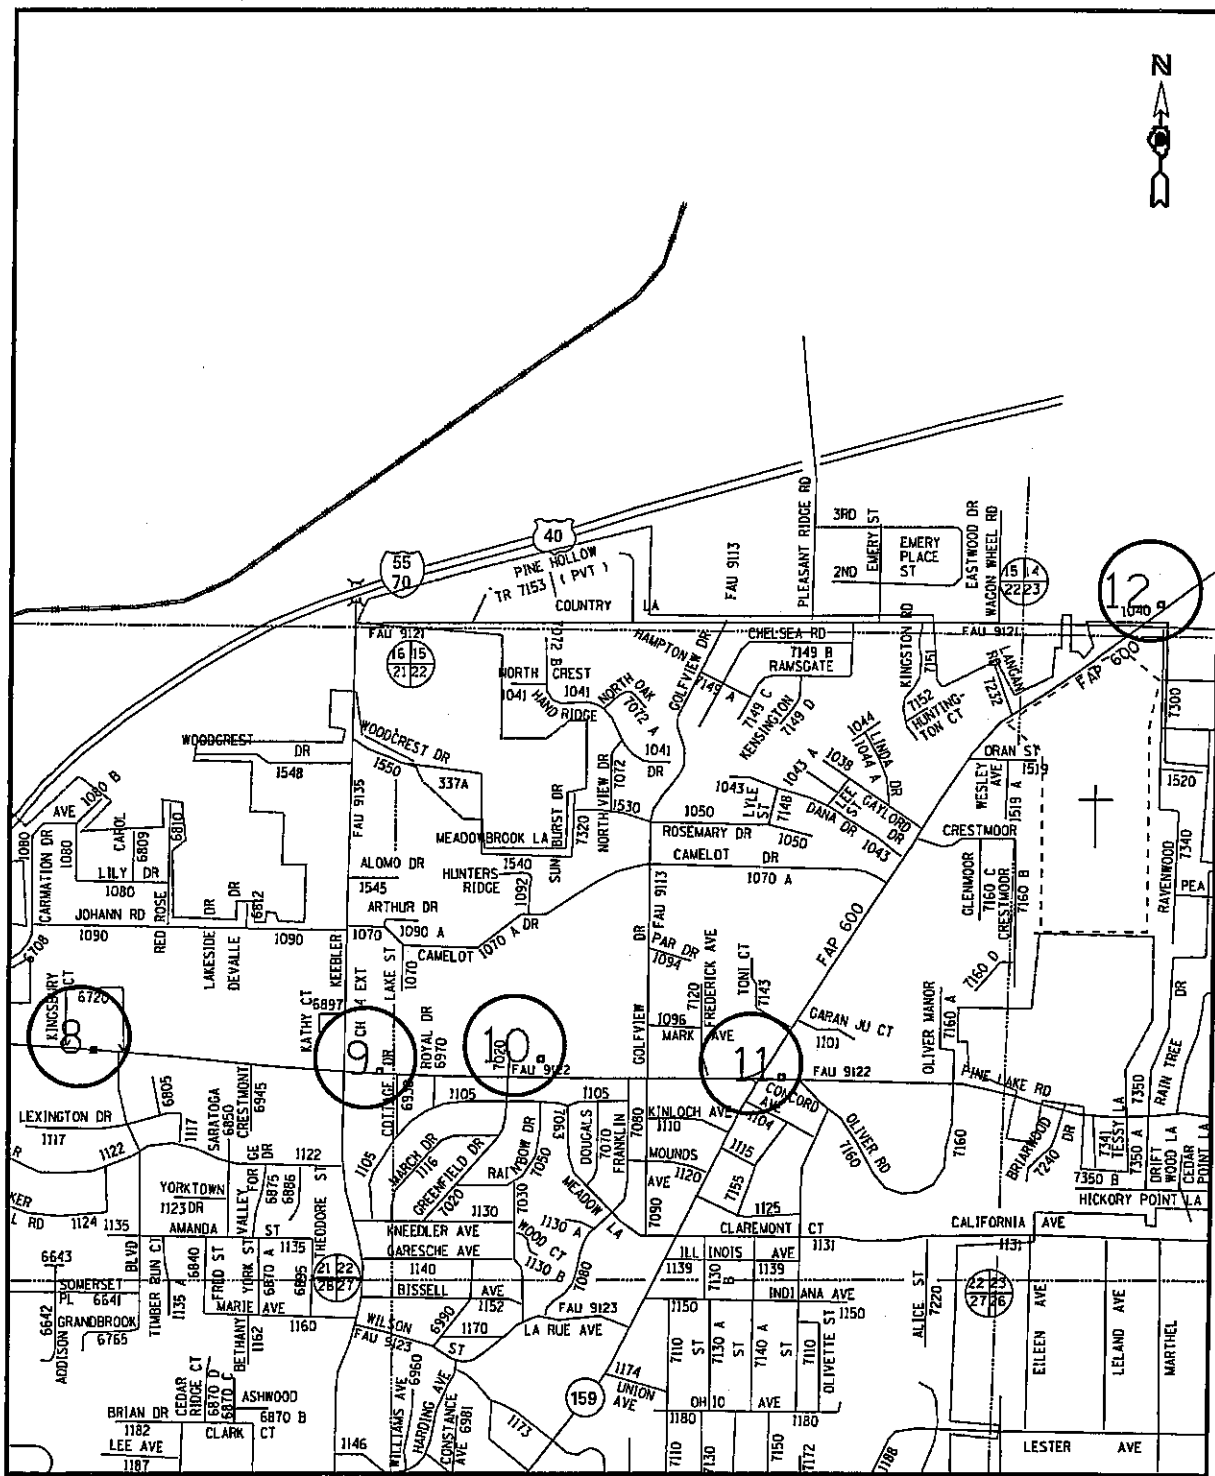 N
40
55
70
PINE HOLLOW
TR 7153 ( PVT )
COUNTRY LA
FAU 9113
PLEASANT RIDGE RD
3RD
2ND
EMERY ST
EMERY
PLACE
ST
EASTWOOD DR
WAGON WHEEL RD
15 14
22 23
12
1040
FAU 9121
FAU 9121
16 15
21 22
7072 B
HAMPTON
GOLFVIEW DR
CHELSEA RD
7149 B
RAMSGATE
7149 A
7149 C
KENSINGTON
7149 D
KINGSTON RD
7151
7152
HUNTING-
TON CT
LANGAN
RD
7232
FAP 600
7300
NORTH CREST
1041
1041
HAND RIDGE
NORTH OAK
7072 A
1041
DR
WOODCREST DR
1548
WOODCREST DR
1550
337A
FAU 9135
7072
NORTH VIEW DR
1530
7320
SUN BURST DR
1044
LINDA DR
1044 A
1038
1043 A
1043
LYLE ST
7148
DANA DR
1043
GAYLORD DR
1050
ROSEMARY DR
1050
ORAN ST
1519
WESLEY AVE
1519 A
1520
AVE 1080 B
1080
1080
CARMATION DR
CAROL
6809
6810
LILY DR
1080
RED ROSE
6812
JOHANN RD
1090
1090
LAKESIDE DR
DEVALLE DR
6708
MEADOWBROOK LA
1540
ALOMO DR
1545
HUNTERS
RIDGE
1092
CAMELOT DR
1070 A
CRESTMOOR
GLENMOOR
7160 C
CRESTMOOR
7160 B
RAVENWOOD
7340
PEA
ARTHUR DR
1070
1090 A
CAMELOT
1070 A DR
KEEBLER
LAKE ST
1070
FAU 9113
GOLFVIEW DR
PAR DR
1094
7120
FREDERICK AVE
TONI CT
7143
FAP 600
7160 D
7160 A
OLIVER MANOR
KINGSBURY CT
6720
8
KATHY CT
6897
CH 4 EXT
9
COTTAGE DR
6938
ROYAL DR
6970
10
7020
FAU 9122
1096
MARK AVE
11
GARAN JU CT
1101
FAU 9122
PINE LAKE RD
RAIN TREE DR
6805
LEXINGTON DR
1117
1117
1122
SARATOGA
6850
CRESTMONT
6945
1105
1105
1105
MARCH DR
1116
GREENFIELD DR
7020
RAINBOW DR
7050
7063
DOUGALS
7070
FRANKLIN
7080
KINLOCH AVE
1110
CONCORD
AVE
1104
1115
OLIVER RD
7160
7160
BRIARWOOD
7240
DR
7341
TESSY LA
7350
7350 A
7350 B
DRIFT
WOOD LA
CEDAR
POINT LA
HICKORY POINT LA
MOUNDS
1120
AVE
7090
7155
1125
YORKTOWN
1123 DR
1122
VALLEY FORGE DR
6875
6886
THEODORE ST
1124
1135
AMANDA ST
1135
7030
1130
KNEEDLER AVE
MEADOW LA
1130 A
WOOD CT
1130 B
7080
CLAREMONT CT
1131
CALIFORNIA AVE
1131
GARESCHE AVE
1140
BISSELL AVE
1152
ILLINOIS AVE
1139
7130 B
1139
INDIANA AVE
1150
1150
6643
BLVD
SOMERSET
PL 6641
6642
ADDISON
GRANDBROOK
6765
TIMBER RUN CT
1135 A
6840
FRID ST
YORK ST
6870 A
6895
21 22
28 27
MARIE AVE
1160
BETHANY
1162
WILSON
FAU 9123
6990
1170
ST
FAU 9123
LA RUE AVE
7110
ST
7130 A
ST
7140 A
ST
7110
OLIVETTE ST
ALICE ST
7220
22 23
27 26
EILEEN AVE
LELAND AVE
MARTHEL
1174
UNION
AVE
159
1173
OHIO AVE
1180
1180
CEDAR
RIDGE CT
6870 D
6870 C
ASHWOOD
6870 B
CLARK CT
BRIAN DR
1182
LEE AVE
1187
1146
WILLIAMS AVE
6960
HARDING AVE
CONSTANCE
AVE 6981
7110
7130
7150
7172
1188
LESTER AVE